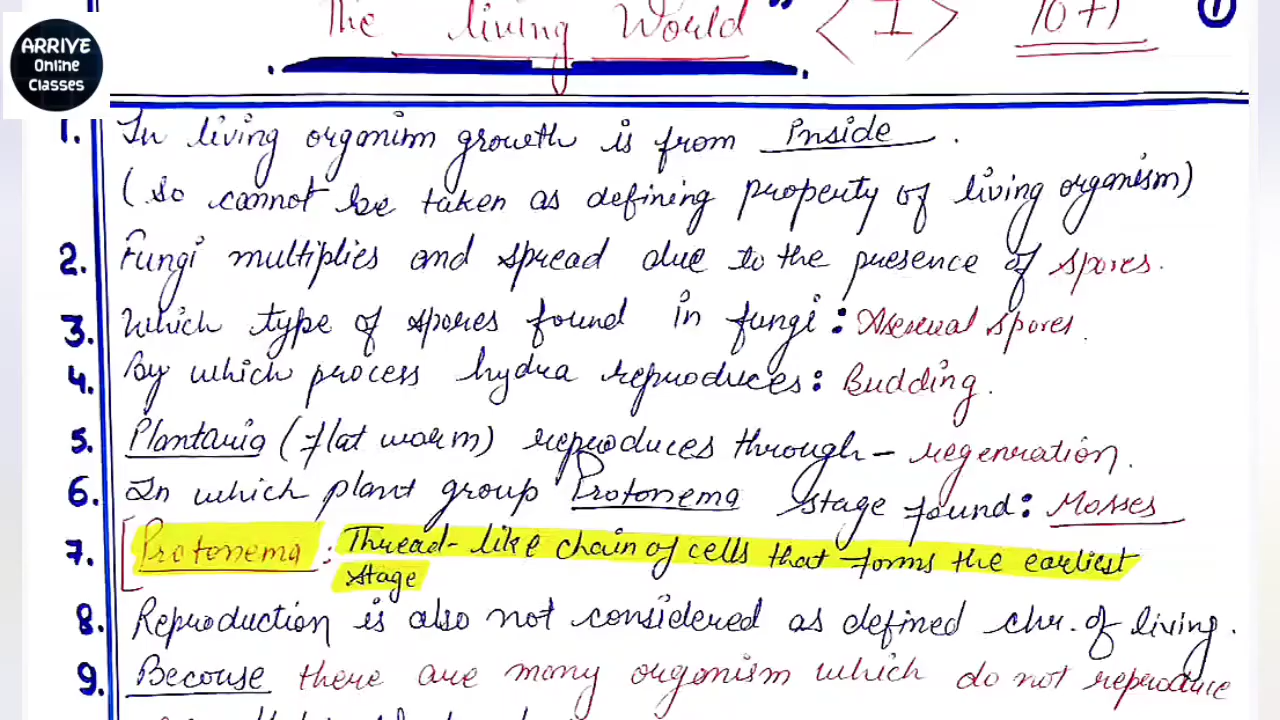 ARRIVE
Online
Classes
The living World" <1> 10+1 ①
1. In living organism growth is from inside.
(so cannot be taken as defining property of living organism)
2. Fungi multiplies and spread due to the presence of spores.
3. Which type of spores found in fungi: Asexual spores.
4. By which process hydra reproduces: Budding.
5. Plantaria (flat worm) reproduces through - regenration.
6. In which plant group Protonema stage found: Mosses
7. [Protonema: Thread-like chain of cells that forms the earliest
stage
8. Reproduction is also not considered as defined chr. of living.
9. Becouse there are many organism which do not reproduce